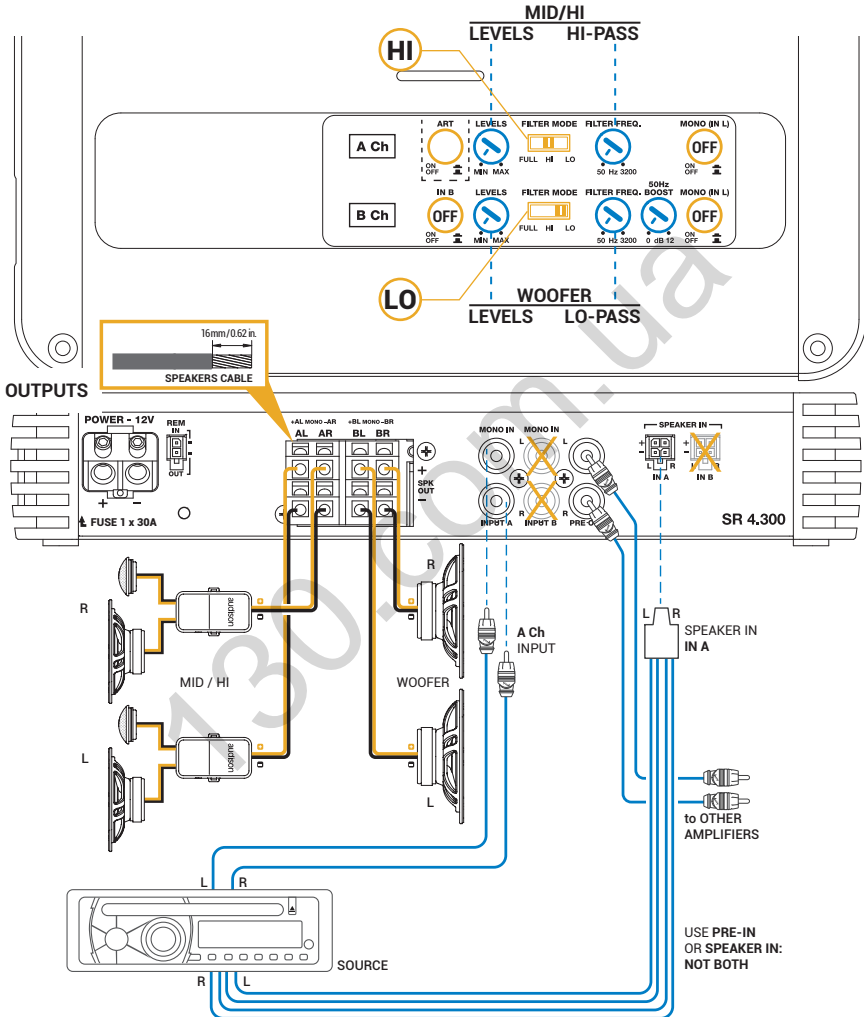 MID/HI
LEVELS HI-PASS
HI
ART LEVELS FILTER MODE FILTER FREQ. MONO (IN L)
A Ch
OFF
FULL HI LO
ON
OFF
MIN MAX
50 Hz 3200
ON
OFF
IN B LEVELS FILTER MODE FILTER FREQ. 50Hz BOOST MONO (IN L)
B Ch
OFF
OFF
FULL HI LO
ON
OFF
MIN MAX
50 Hz 3200
0 dB 12
ON
OFF
LO
WOOFER
LEVELS LO-PASS
16mm/0.62 in.
SPEAKERS CABLE
OUTPUTS
POWER - 12V
REM
IN
OUT
+ −
FUSE 1 x 30A
+AL MONO -AR +BL MONO -BR
AL AR BL BR
+
SPK
OUT
−
MONO IN MONO IN
L L
R R
INPUT A INPUT B PRE-O
SPEAKER IN
+
-
+
-
L R
L R
IN A IN B
SR 4.300
R
audison
MID / HI
L
audison
R
WOOFER
L
A Ch
INPUT
L R
SPEAKER IN
IN A
to OTHER
AMPLIFIERS
L R
SOURCE
R L
USE PRE-IN
OR SPEAKER IN:
NOT BOTH
130.com.ua